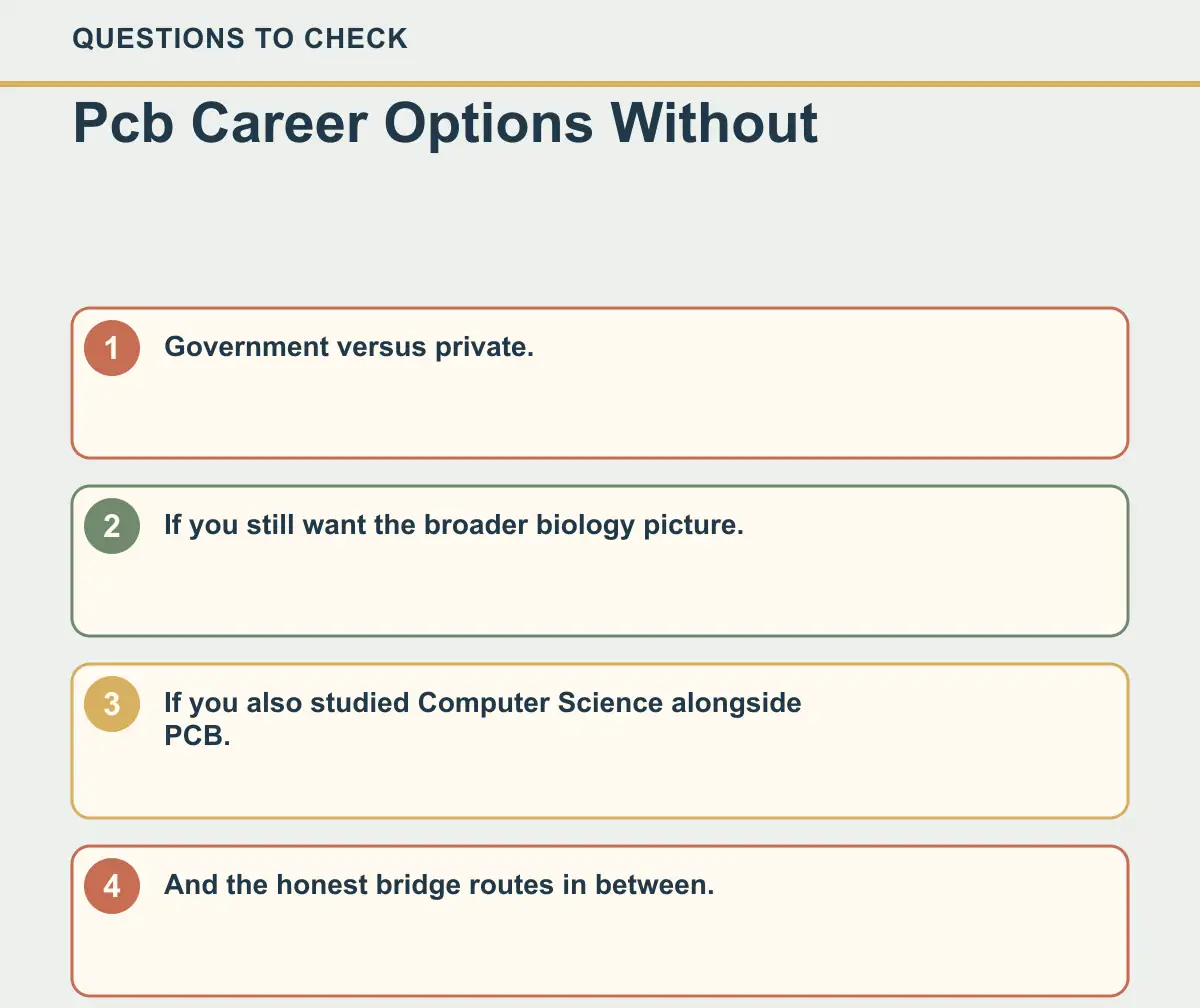 QUESTIONS TO CHECK
Pcb Career Options Without
1
Government versus private.
2
If you still want the broader biology picture.
3
If you also studied Computer Science alongside
PCB.
4
And the honest bridge routes in between.